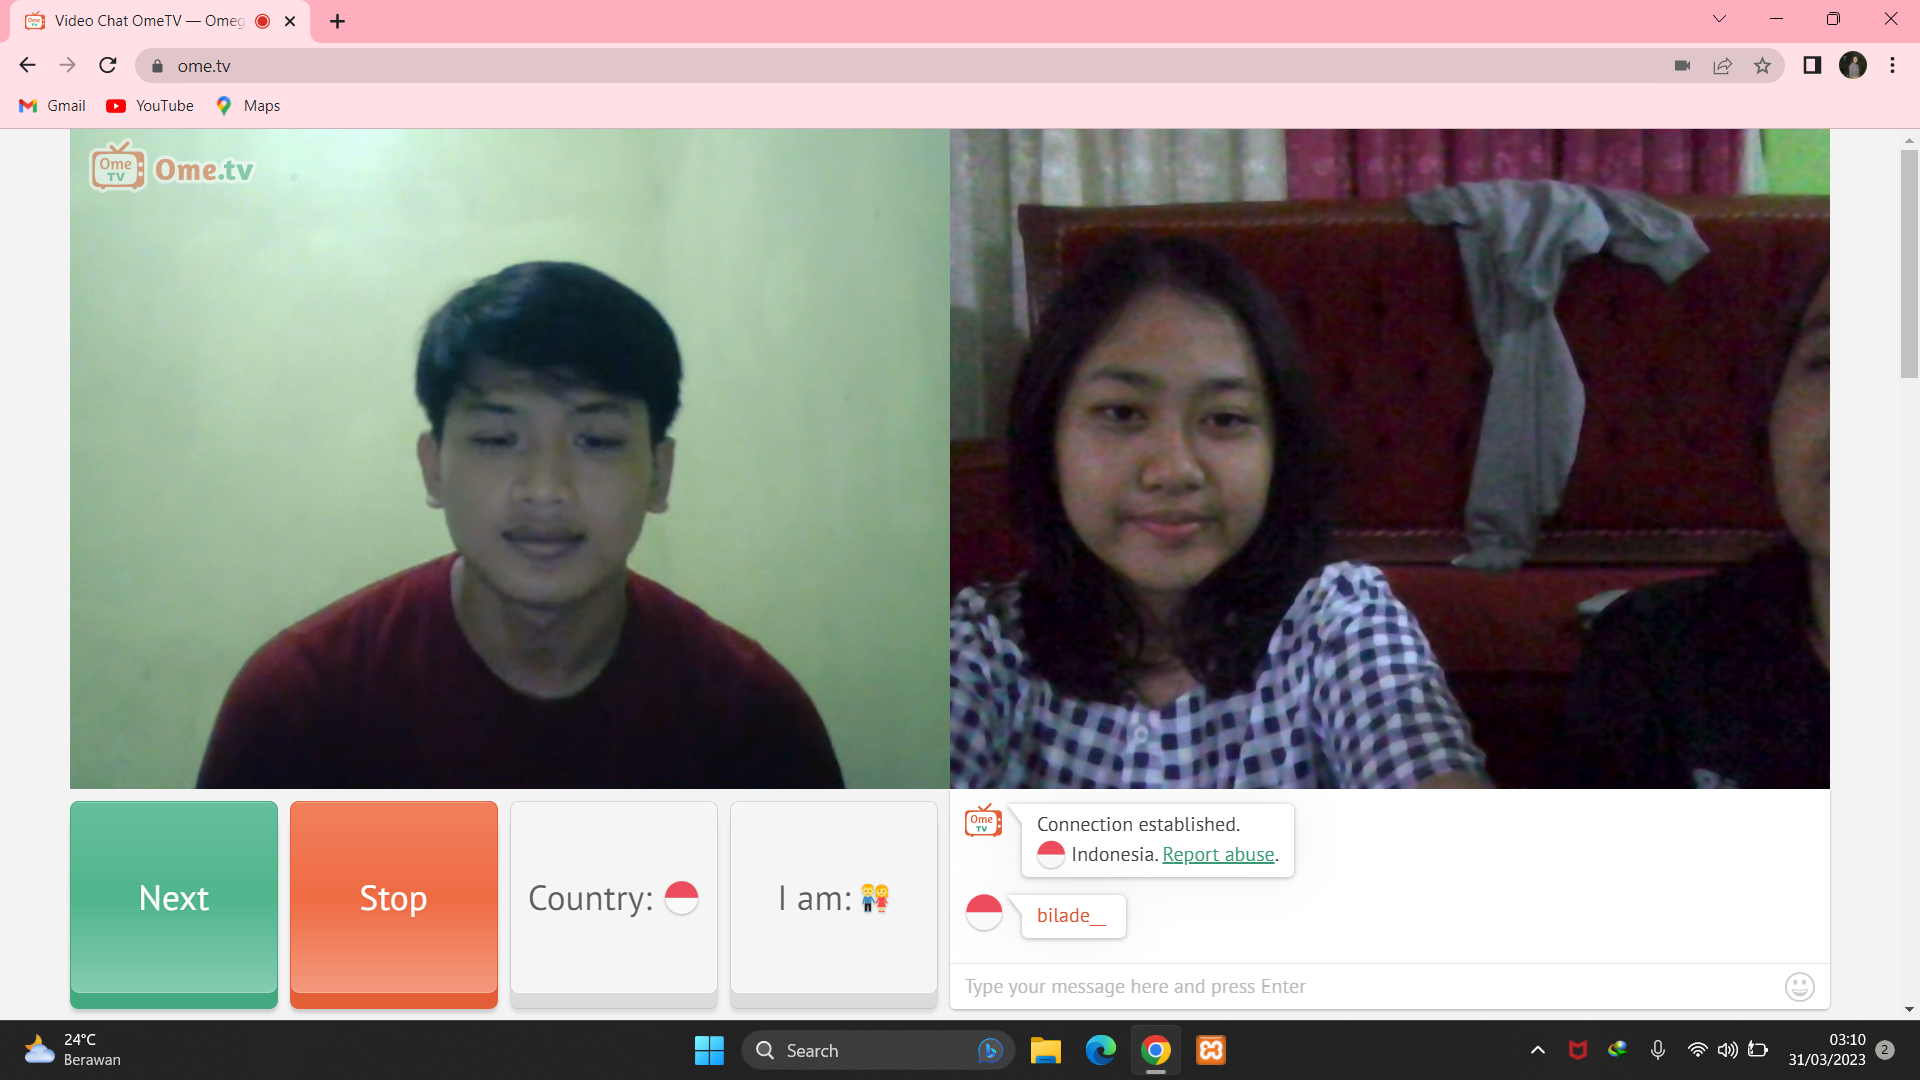 Video Chat OmeTV — Omeg
ome.tv
Gmail
YouTube
Maps
Ome TV Ome.tv
Next
Stop
Country:
I am:
Ome TV
Connection established.
Indonesia. Report abuse.
bilade__
Type your message here and press Enter
24°C
Berawan
Search
03:10
31/03/2023
2